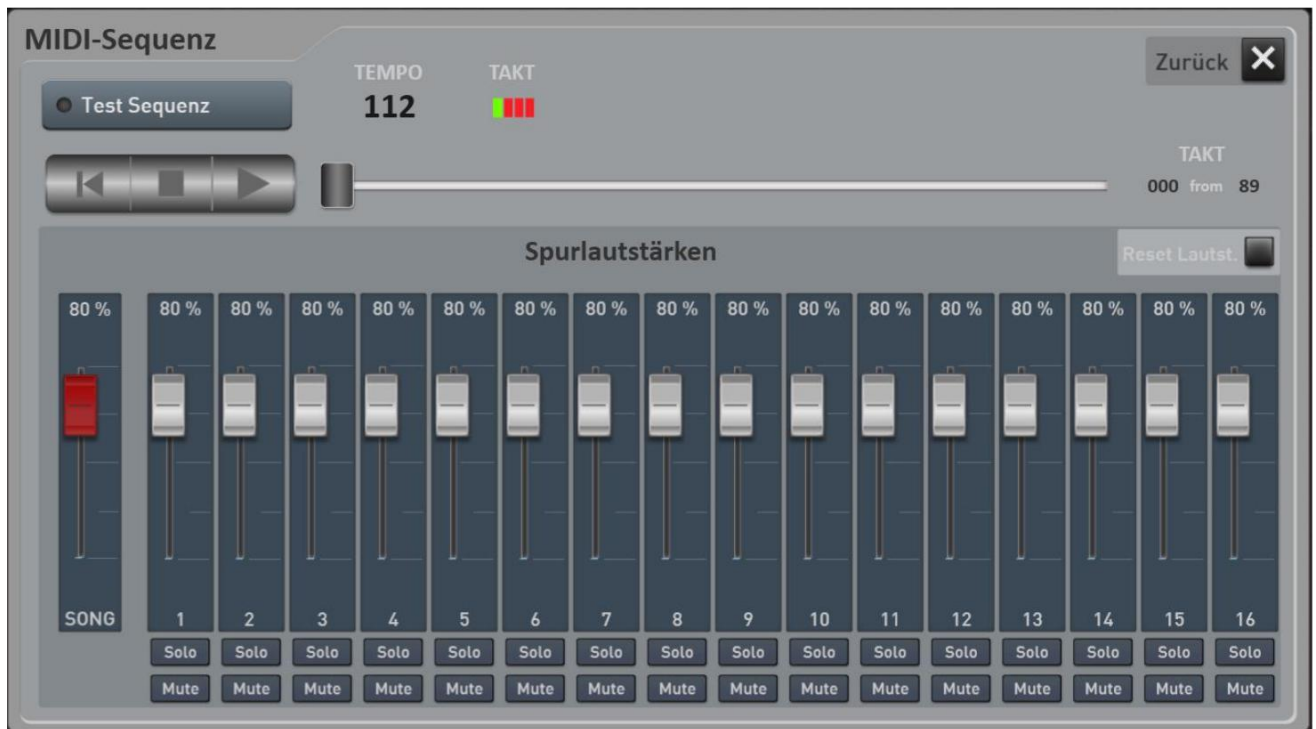 MIDI-Sequenz
Zurück
TEMPO TAKT
Test Sequenz
112
TAKT
000 from 89
Spurlautstärken
Reset Lautst.
80 % 80 % 80 % 80 % 80 % 80 % 80 % 80 % 80 % 80 % 80 % 80 % 80 % 80 % 80 % 80 % 80 %
SONG 1 2 3 4 5 6 7 8 9 10 11 12 13 14 15 16
Solo Solo Solo Solo Solo Solo Solo Solo Solo Solo Solo Solo Solo Solo Solo Solo
Mute Mute Mute Mute Mute Mute Mute Mute Mute Mute Mute Mute Mute Mute Mute Mute